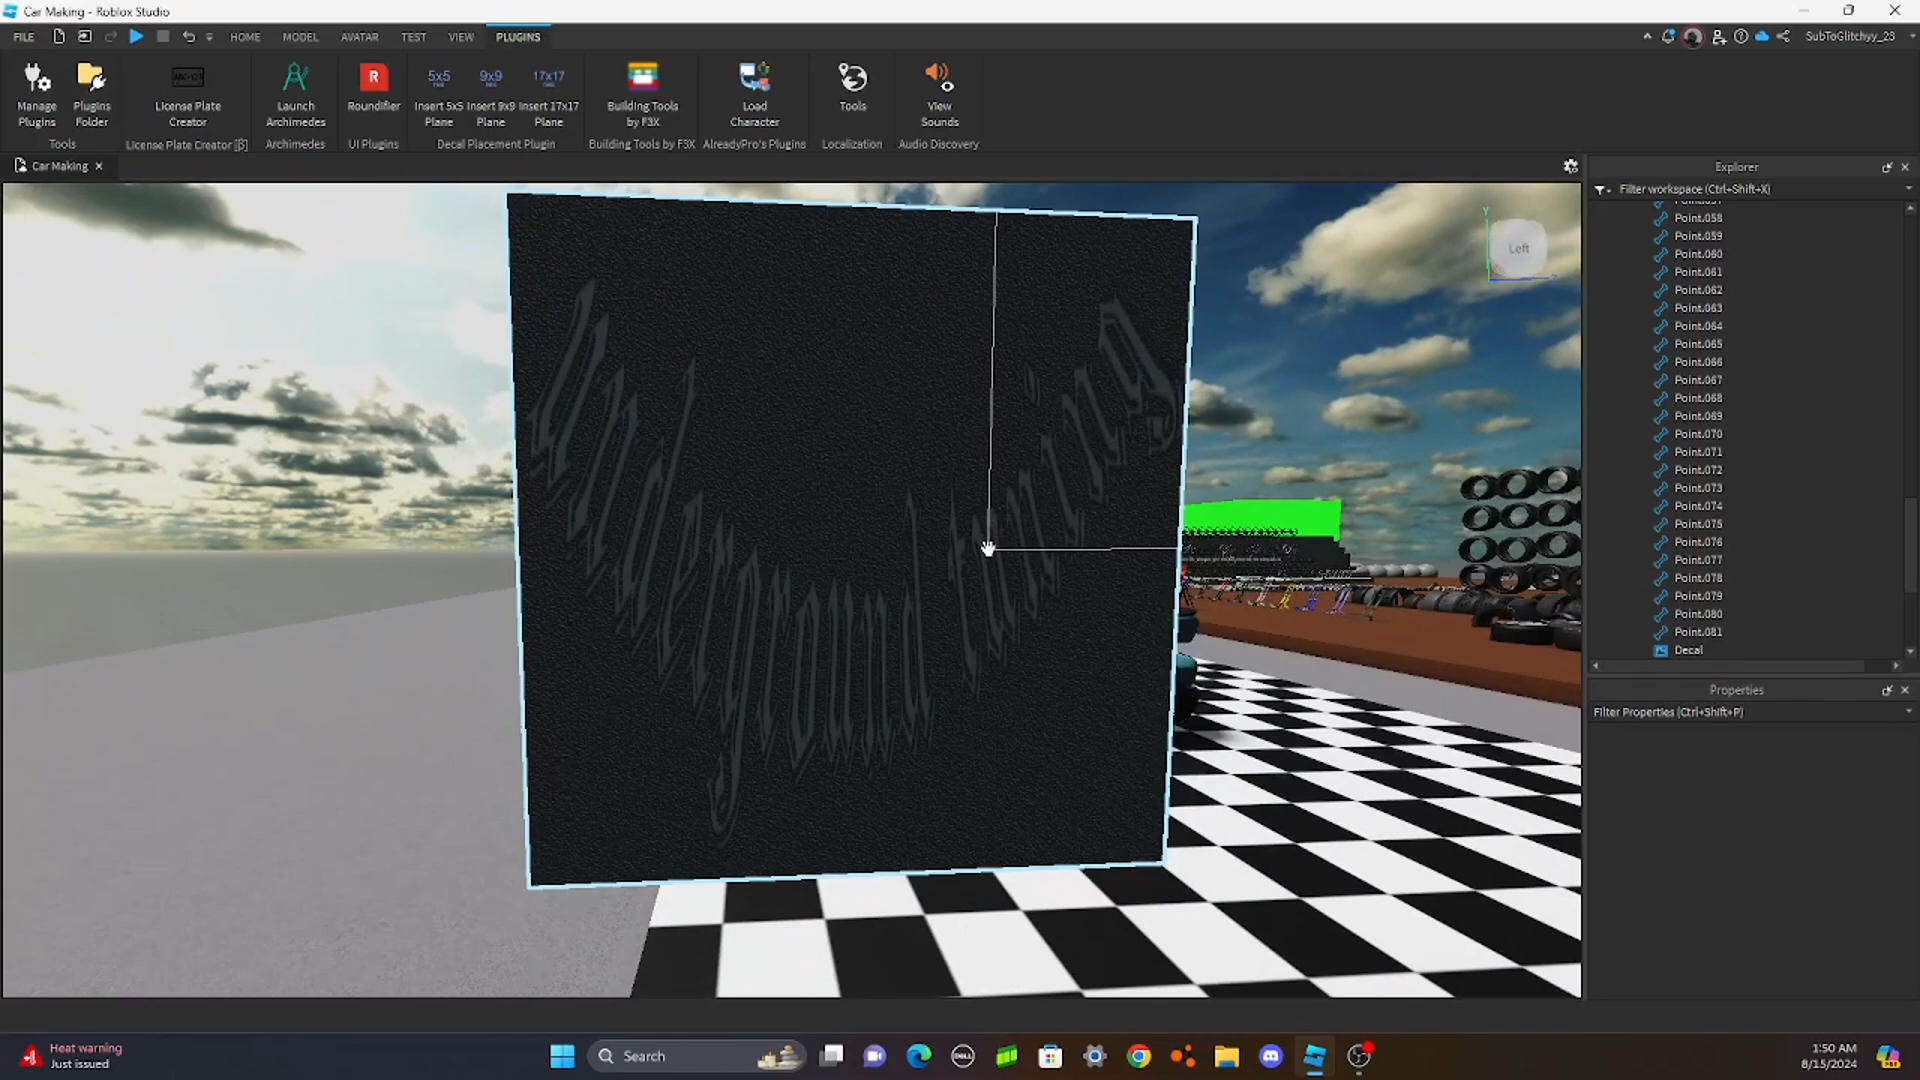 Car Making - Roblox Studio
FILE HOME MODEL AVATAR TEST VIEW PLUGINS SubToGlitchyy_23
Manage Plugins
Plugins Folder
Tools
ABC-123
License Plate Creator
License Plate Creator [β]
Launch Archimedes
Archimedes
R
Roundifier
UI Plugins
5x5 9x9 17x17
Insert 5x5 Plane
Insert 9x9 Plane
Insert 17x17 Plane
Decal Placement Plugin
Building Tools by F3X
Building Tools by F3X
Load Character
AlreadyPro's Plugins
Tools
Localization
View Sounds
Audio Discovery
Car Making
Underground Tuning
Y
Left
Explorer
Filter workspace (Ctrl+Shift+X)
Point.058
Point.059
Point.060
Point.061
Point.062
Point.063
Point.064
Point.065
Point.066
Point.067
Point.068
Point.069
Point.070
Point.071
Point.072
Point.073
Point.074
Point.075
Point.076
Point.077
Point.078
Point.079
Point.080
Point.081
Decal
Properties
Filter Properties (Ctrl+Shift+P)
Heat warning
Just issued
Search
DELL
1:50 AM
8/15/2024